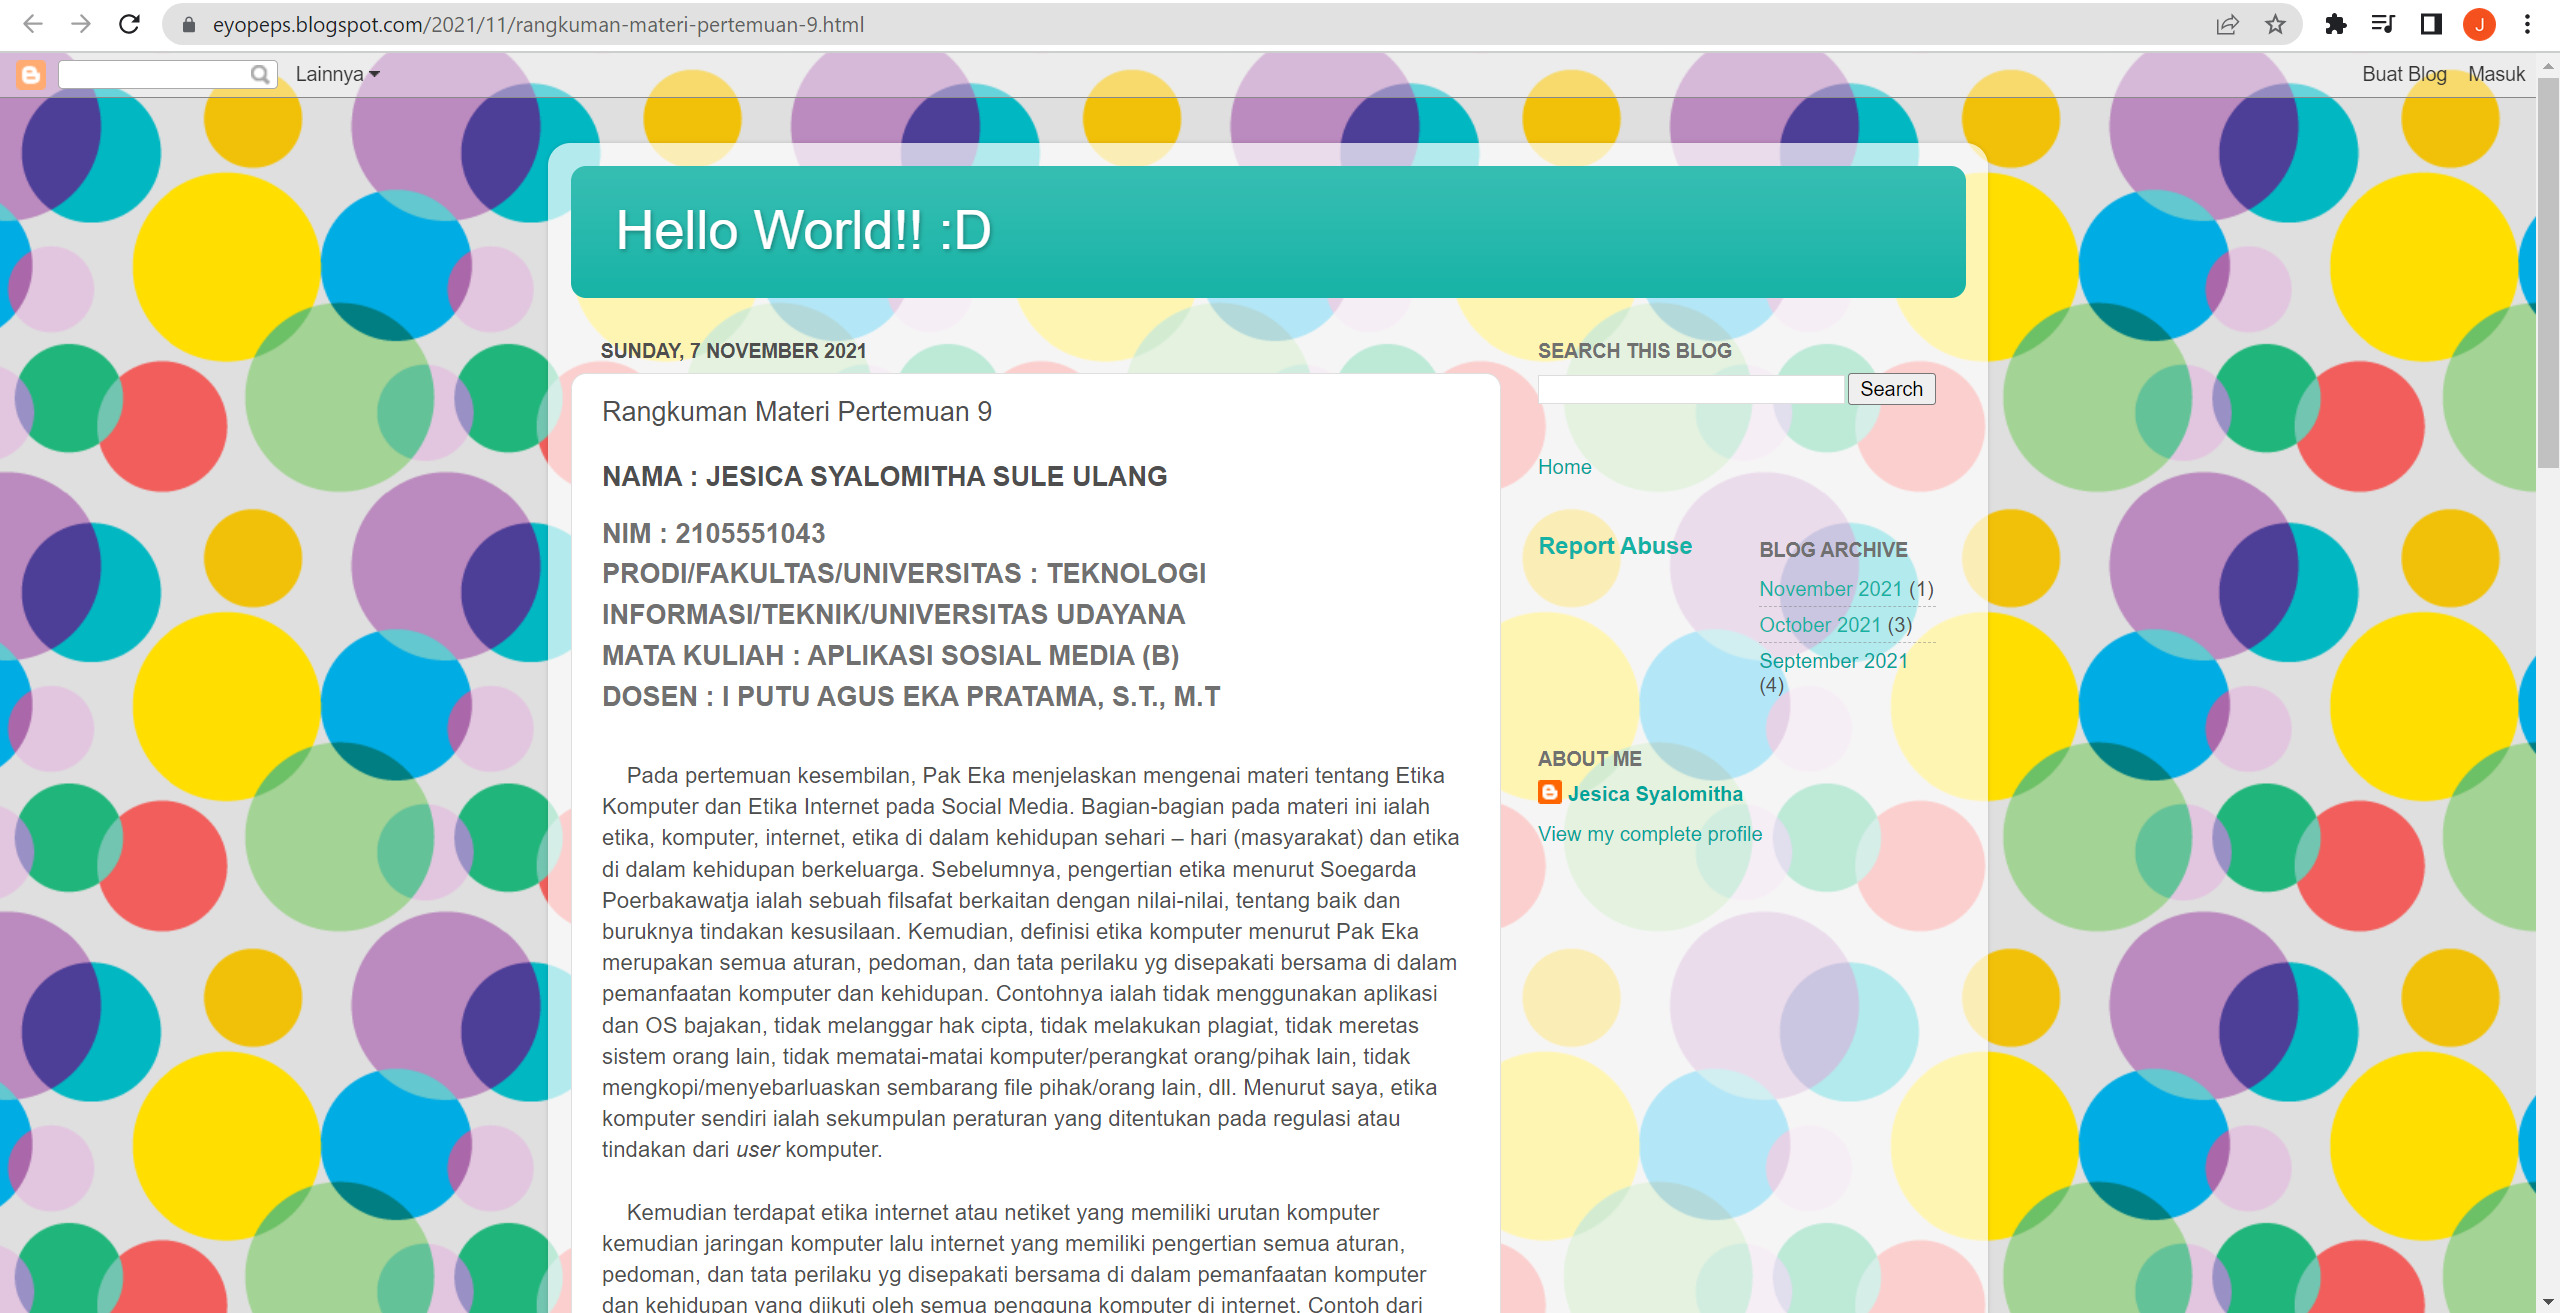 eyopeps.blogspot.com/2021/11/rangkuman-materi-pertemuan-9.html
J
Lainnya
Buat Blog
Masuk
Hello World!! :D
SUNDAY, 7 NOVEMBER 2021
Rangkuman Materi Pertemuan 9
NAMA : JESICA SYALOMITHA SULE ULANG
NIM : 2105551043
PRODI/FAKULTAS/UNIVERSITAS : TEKNOLOGI
INFORMASI/TEKNIK/UNIVERSITAS UDAYANA
MATA KULIAH : APLIKASI SOSIAL MEDIA (B)
DOSEN : I PUTU AGUS EKA PRATAMA, S.T., M.T
Pada pertemuan kesembilan, Pak Eka menjelaskan mengenai materi tentang Etika
Komputer dan Etika Internet pada Social Media. Bagian-bagian pada materi ini ialah
etika, komputer, internet, etika di dalam kehidupan sehari – hari (masyarakat) dan etika
di dalam kehidupan berkeluarga. Sebelumnya, pengertian etika menurut Soegarda
Poerbakawatja ialah sebuah filsafat berkaitan dengan nilai-nilai, tentang baik dan
buruknya tindakan kesusilaan. Kemudian, definisi etika komputer menurut Pak Eka
merupakan semua aturan, pedoman, dan tata perilaku yg disepakati bersama di dalam
pemanfaatan komputer dan kehidupan. Contohnya ialah tidak menggunakan aplikasi
dan OS bajakan, tidak melanggar hak cipta, tidak melakukan plagiat, tidak meretas
sistem orang lain, tidak mematai-matai komputer/perangkat orang/pihak lain, tidak
mengkopi/menyebarluaskan sembarang file pihak/orang lain, dll. Menurut saya, etika
komputer sendiri ialah sekumpulan peraturan yang ditentukan pada regulasi atau
tindakan dari user komputer.
Kemudian terdapat etika internet atau netiket yang memiliki urutan komputer
kemudian jaringan komputer lalu internet yang memiliki pengertian semua aturan,
pedoman, dan tata perilaku yg disepakati bersama di dalam pemanfaatan komputer
dan kehidupan yang diikuti oleh semua pengguna komputer di internet. Contoh dari
SEARCH THIS BLOG
Search
Home
Report Abuse
BLOG ARCHIVE
November 2021 (1)
October 2021 (3)
September 2021
(4)
ABOUT ME
Jesica Syalomitha
View my complete profile